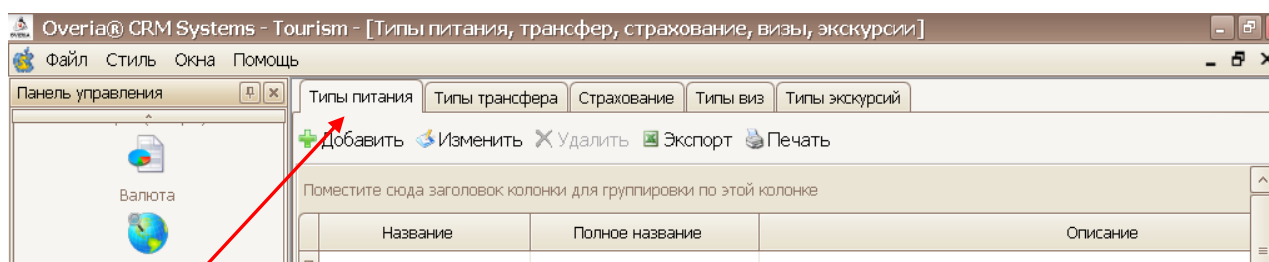 Overia® CRM Systems - Tourism - [Типы питания, трансфер, страхование, визы, экскурсии]
Файл Стиль Окна Помощь
Панель управления
Типы питания Типы трансфера Страхование Типы виз Типы экскурсий
Добавить Изменить Удалить Экспорт Печать
Валюта
Поместите сюда заголовок колонки для группировки по этой колонке
Название Полное название Описание